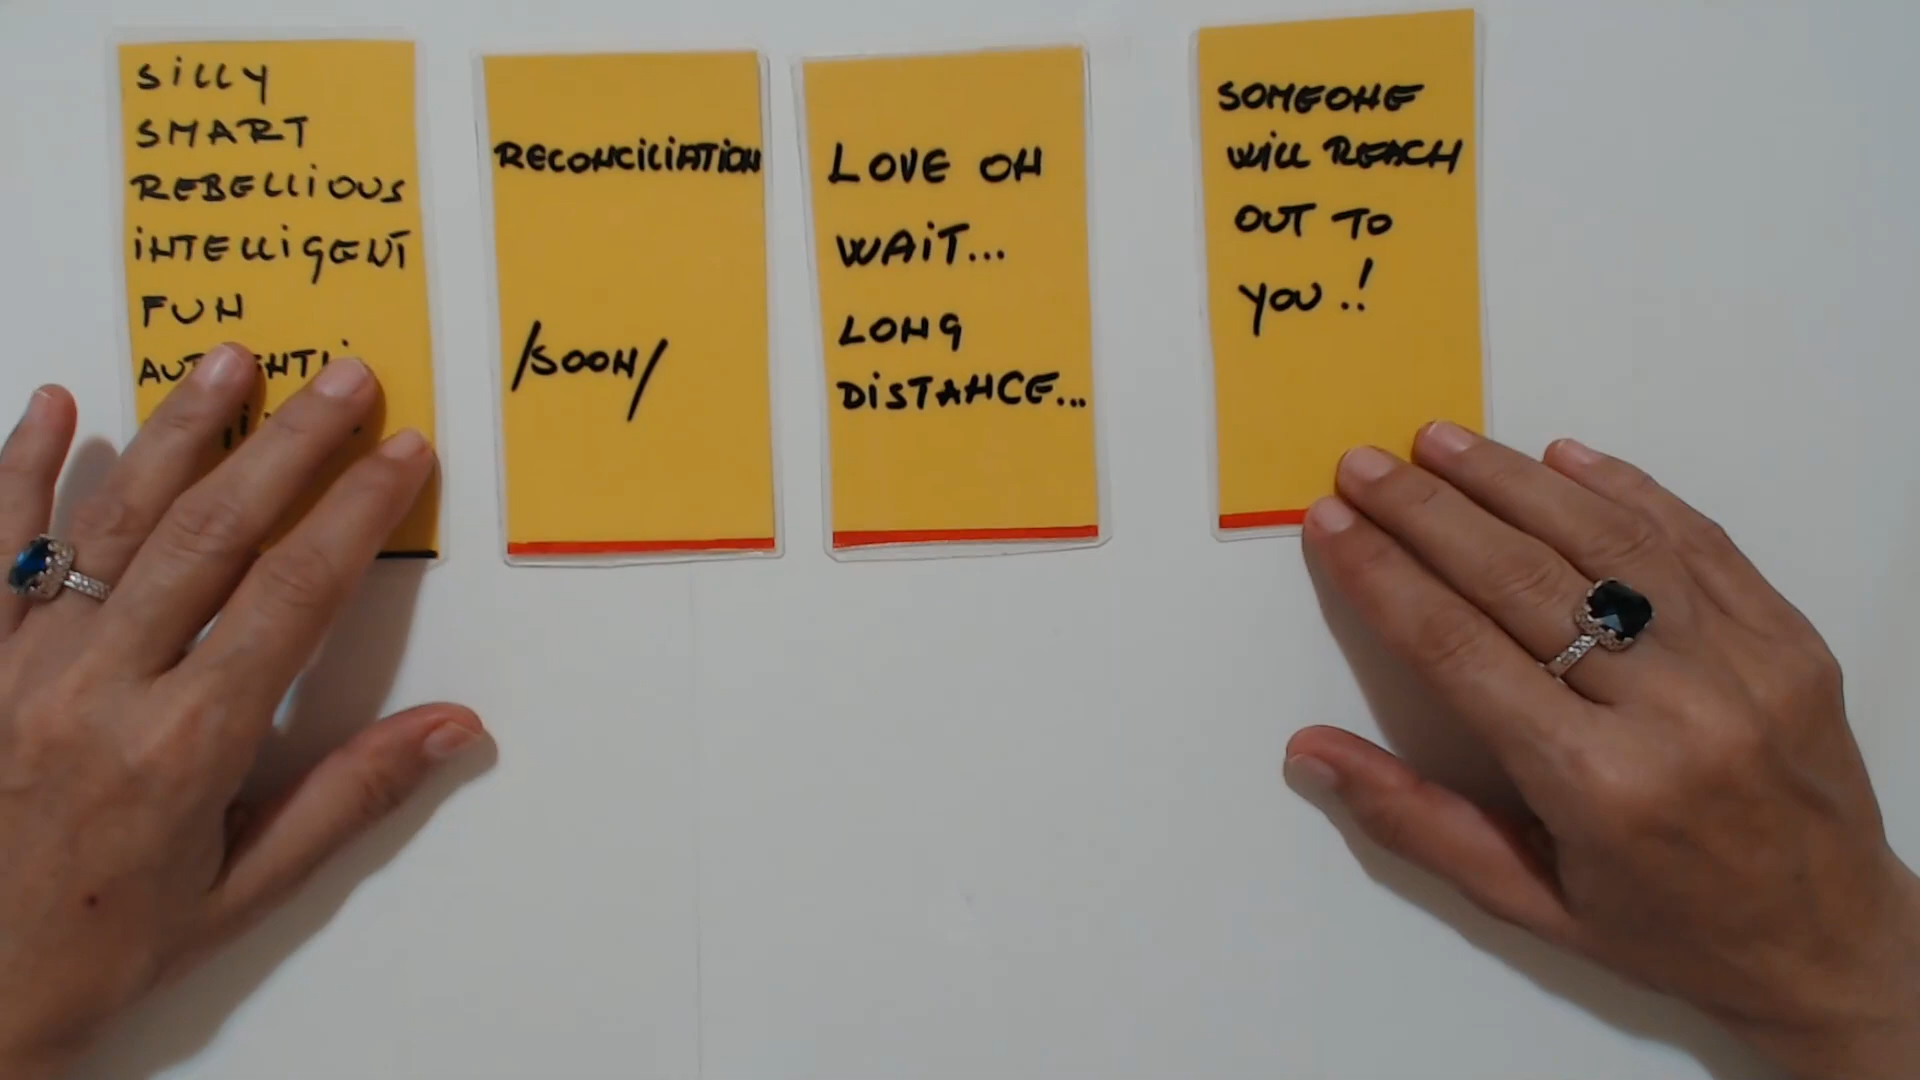 SILLY
SMART
REBELLIOUS
INTELLIGENT
FUN
RECONCILIATION
/SOON/
LOVE ON
WAIT...
LONG
DISTANCE...
SOMEONE
WILL REACH
OUT TO
YOU.!